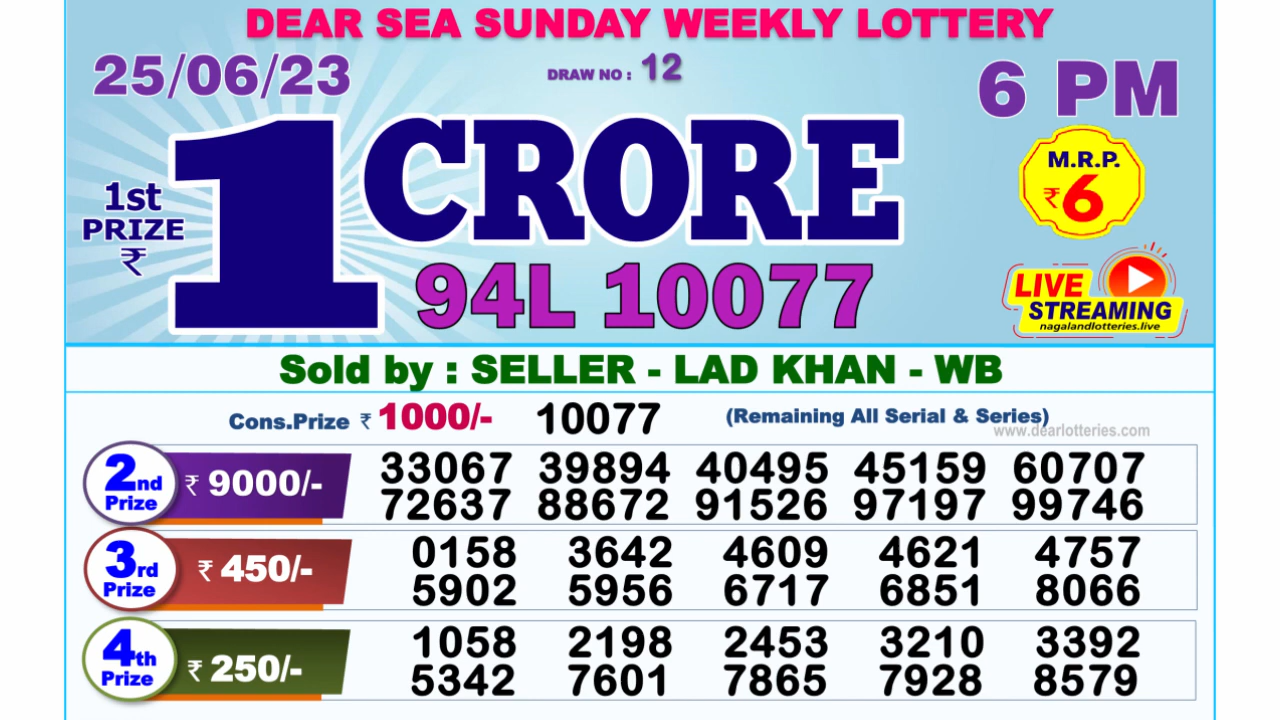 DEAR SEA SUNDAY WEEKLY LOTTERY
25/06/23 DRAW NO : 12 6 PM
1st PRIZE ₹ 1 CRORE
M.R.P. ₹6
94L 10077
LIVE STREAMING
nagalandlotteries.live
Sold by : SELLER - LAD KHAN - WB
Cons.Prize ₹ 1000/- 10077 (Remaining All Serial & Series)
www.dearlotteries.com
2nd Prize ₹ 9000/-
33067 39894 40495 45159 60707
72637 88672 91526 97197 99746
3rd Prize ₹ 450/-
0158 3642 4609 4621 4757
5902 5956 6717 6851 8066
4th Prize ₹ 250/-
1058 2198 2453 3210 3392
5342 7601 7865 7928 8579